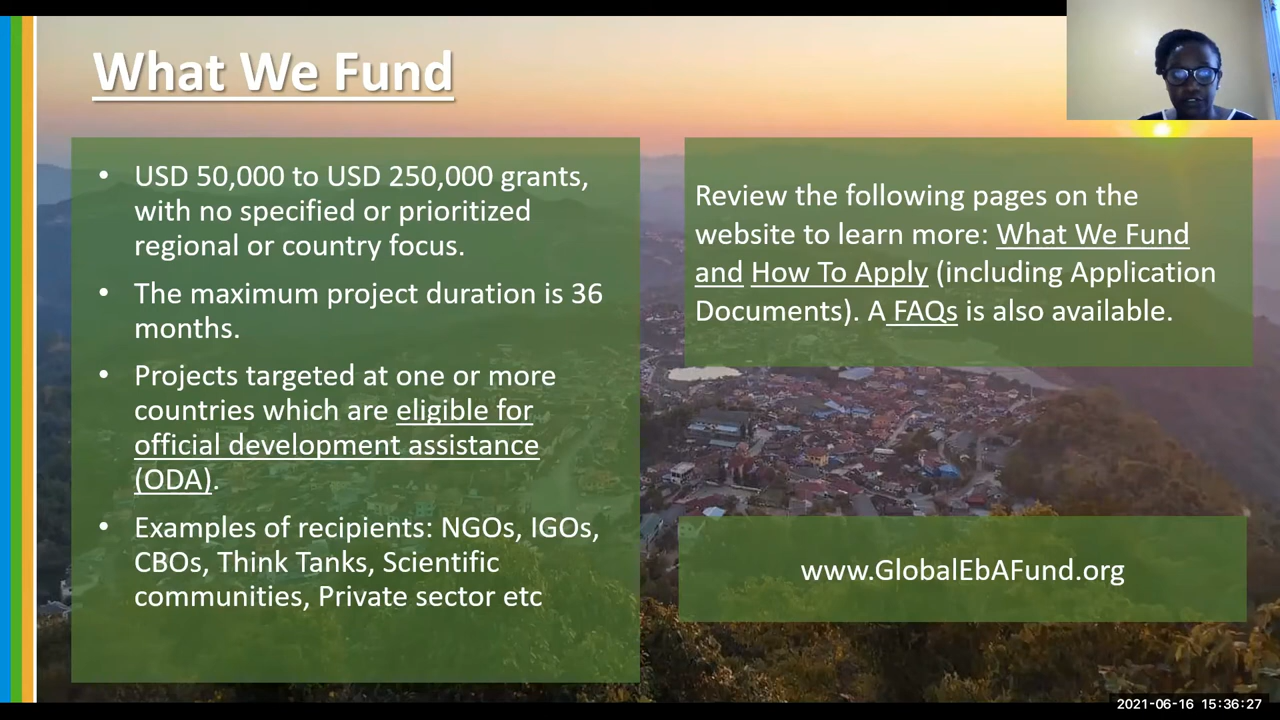 What We Fund
• USD 50,000 to USD 250,000 grants,
with no specified or prioritized
regional or country focus.
• The maximum project duration is 36
months.
• Projects targeted at one or more
countries which are eligible for
official development assistance
(ODA).
• Examples of recipients: NGOs, IGOs,
CBOs, Think Tanks, Scientific
communities, Private sector etc
Review the following pages on the
website to learn more: What We Fund
and How To Apply (including Application
Documents). A FAQs is also available.
www.GlobalEbAFund.org
2021-06-16 15:36:27